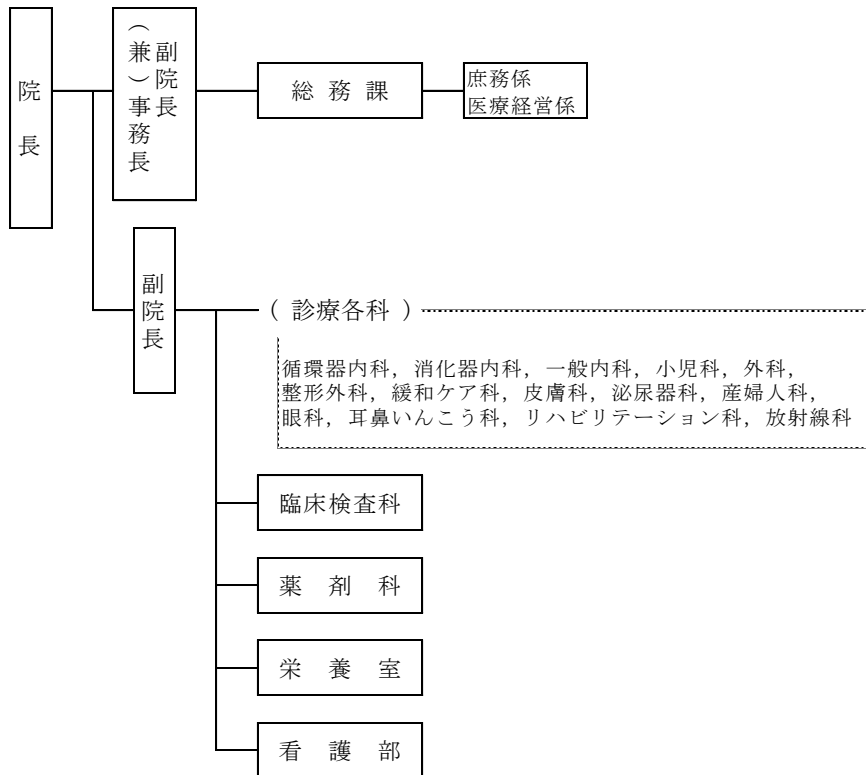 院長
副院長
（兼）事務長
総務課
庶務係
医療経営係
副院長
（診療各科）
循環器内科，消化器内科，一般内科，小児科，外科，
整形外科，緩和ケア科，皮膚科，泌尿器科，産婦人科，
眼科，耳鼻いんこう科，リハビリテーション科，放射線科
臨床検査科
薬剤科
栄養室
看護部